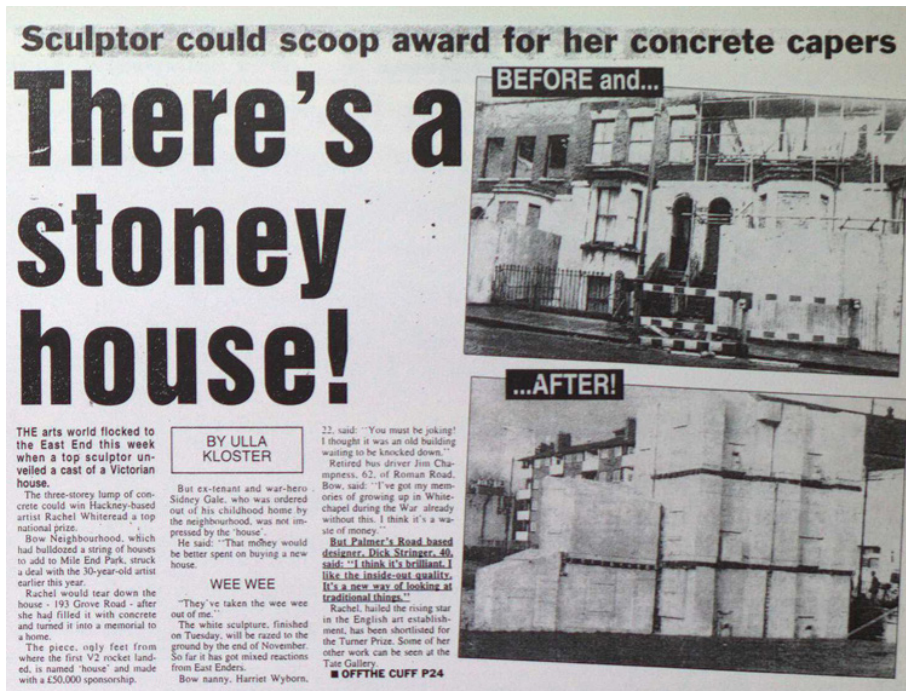 Sculptor could scoop award for her concrete capers
There's a
stoney
house!
BEFORE and...
...AFTER!
THE arts world flocked to
the East End this week
when a top sculptor un-
veiled a cast of a Victorian
house.
The three-storey lump of con-
crete could win Hackney-based
artist Rachel Whiteread a top
national prize.
Bow Neighbourhood, which
had bulldozed a string of houses
to add to Mile End Park, struck
a deal with the 30-year-old artist
earlier this year.
Rachel would tear down the
house - 193 Grove Road - after
she had filled it with concrete
and turned it into a memorial to
a home.
The piece, only feet from
where the first V2 rocket land-
ed, is named 'house' and made
with a £50,000 sponsorship.
BY ULLA
KLOSTER
But ex-tenant and war-hero
Sidney Gale, who was ordered
out of his childhood home by
the neighbourhood, was not im-
pressed by the 'house'.
He said: "That money would
be better spent on buying a new
house.
WEE WEE
"They've taken the wee wee
out of me."
The white sculpture, finished
on Tuesday, will be razed to the
ground by the end of November.
So far it has got mixed reactions
from East Enders.
Bow nanny, Harriet Wyborn,
22, said: "You must be joking!
I thought it was an old building
waiting to be knocked down."
Retired bus driver Jim Cha-
mpness, 62, of Roman Road,
Bow, said: "I've got my mem-
ories of growing up in White-
chapel during the War already
without this. I think it's a wa-
ste of money."
But Palmer's Road based
designer, Dick Stringer, 40,
said: "I think it's brilliant. I
like the inside-out quality.
It's a new way of looking at
traditional things."
Rachel, hailed the rising star
in the English art establish-
ment, has been shortlisted for
the Turner Prize. Some of her
other work can be seen at the
Tate Gallery.
■ OFF THE CUFF P24